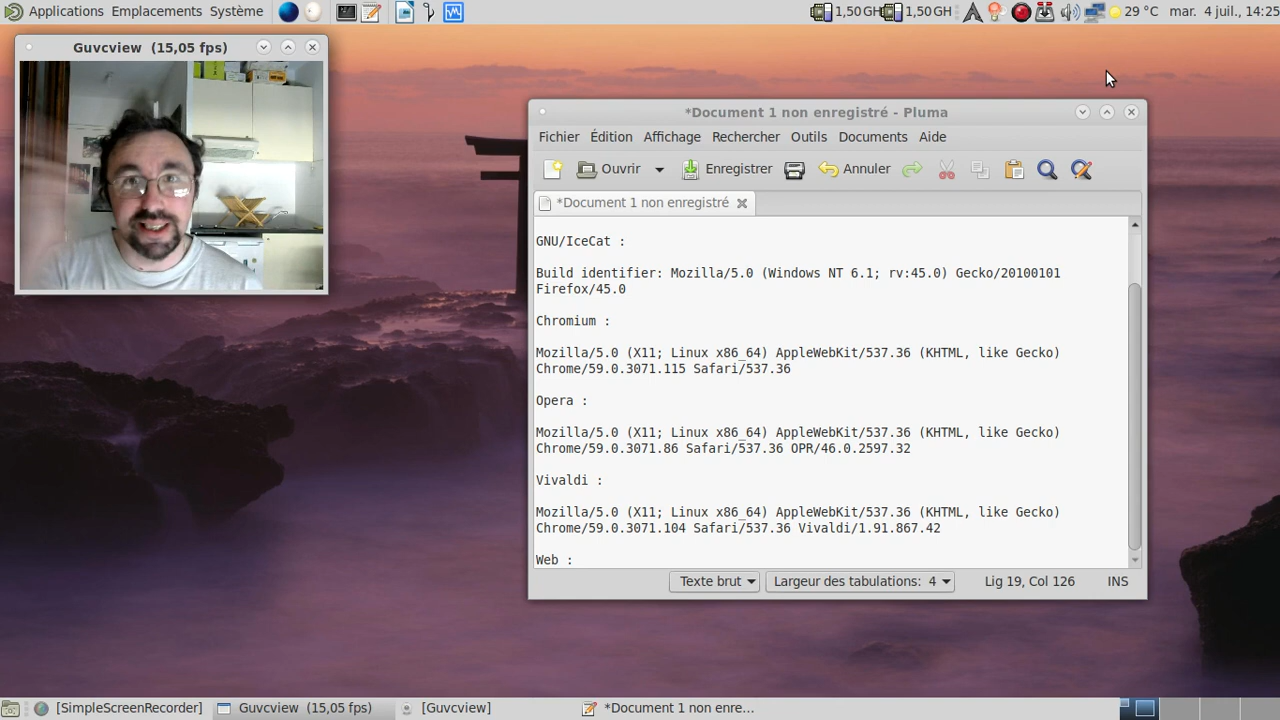 Applications Emplacements Système
1,50 GH 1,50 GH 29 °C mar. 4 juil., 14:25
Guvcview (15,05 fps)
*Document 1 non enregistré - Pluma
Fichier Édition Affichage Rechercher Outils Documents Aide
Ouvrir Enregistrer Annuler
*Document 1 non enregistré
GNU/IceCat :
Build identifier: Mozilla/5.0 (Windows NT 6.1; rv:45.0) Gecko/20100101
Firefox/45.0
Chromium :
Mozilla/5.0 (X11; Linux x86_64) AppleWebKit/537.36 (KHTML, like Gecko)
Chrome/59.0.3071.115 Safari/537.36
Opera :
Mozilla/5.0 (X11; Linux x86_64) AppleWebKit/537.36 (KHTML, like Gecko)
Chrome/59.0.3071.86 Safari/537.36 OPR/46.0.2597.32
Vivaldi :
Mozilla/5.0 (X11; Linux x86_64) AppleWebKit/537.36 (KHTML, like Gecko)
Chrome/59.0.3071.104 Safari/537.36 Vivaldi/1.91.867.42
Web :
Texte brut Largeur des tabulations: 4 Lig 19, Col 126 INS
[SimpleScreenRecorder] Guvcview (15,05 fps) [Guvcview] *Document 1 non enre...